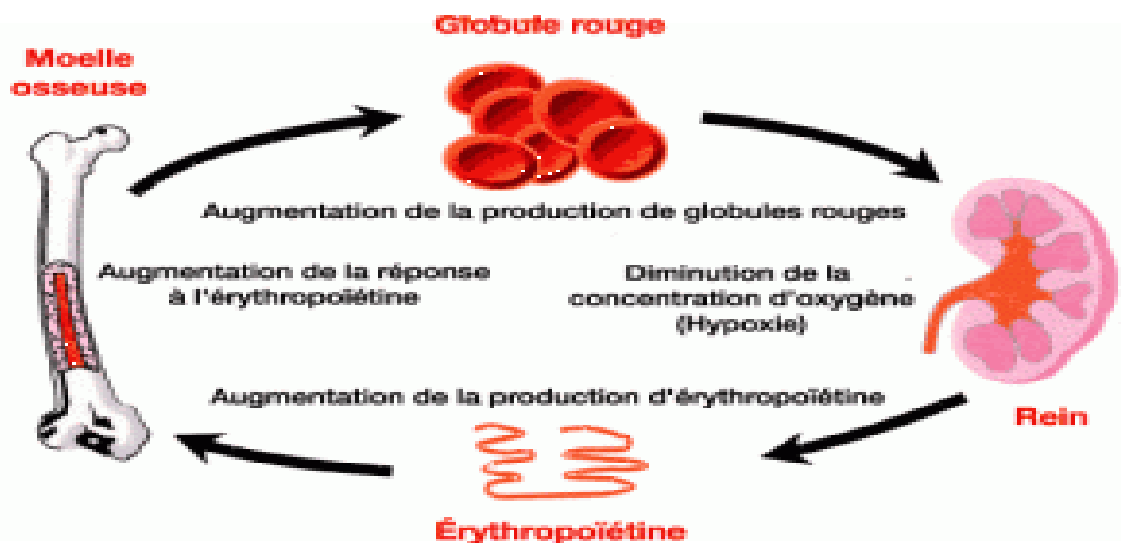 Globule rouge
Moelle
osseuse
Augmentation de la production de globules rouges
Augmentation de la réponse
à l'érythropoïétine
Diminution de la
concentration d'oxygène
(Hypoxie)
Augmentation de la production d'érythropoïétine
Rein
Érythropoïétine